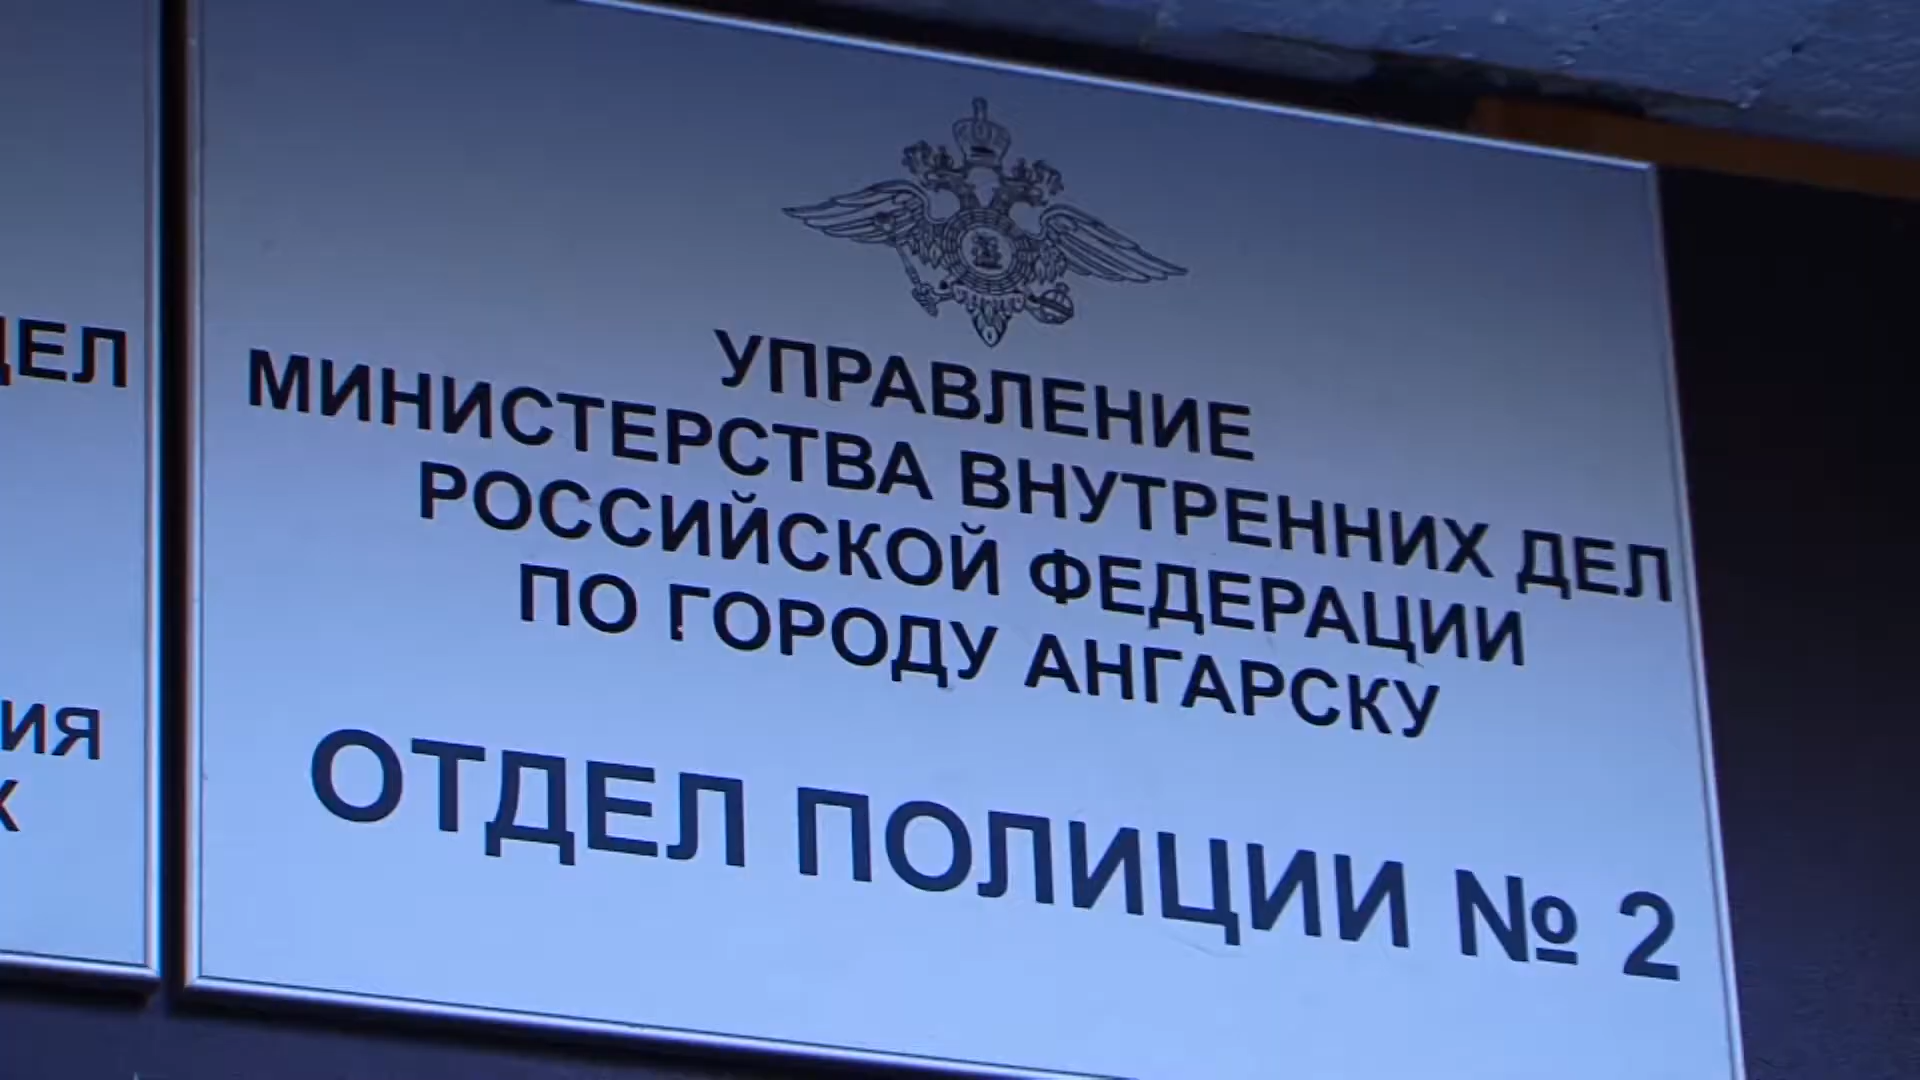 УПРАВЛЕНИЕ
МИНИСТЕРСТВА ВНУТРЕННИХ ДЕЛ
РОССИЙСКОЙ ФЕДЕРАЦИИ
ПО ГОРОДУ АНГАРСКУ
ОТДЕЛ ПОЛИЦИИ № 2